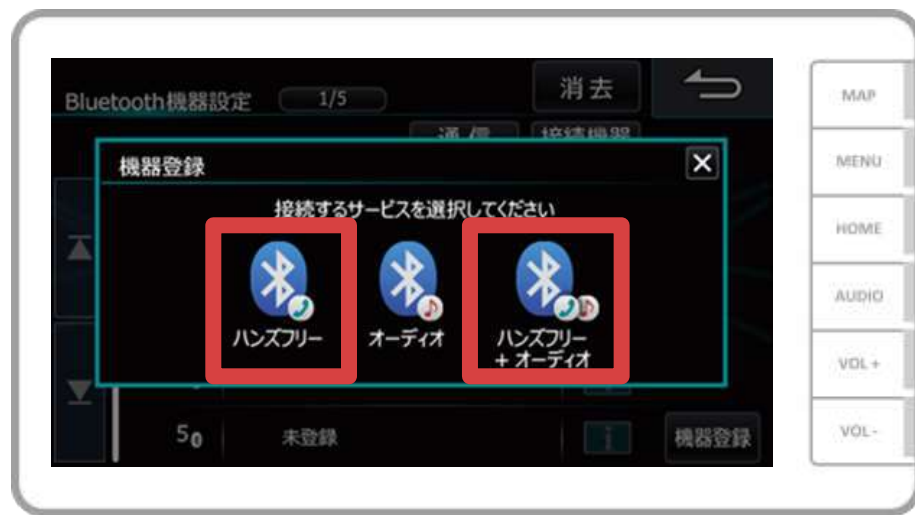 Bluetooth機器設定 1/5 消去
通信 接続機器
機器登録
接続するサービスを選択してください
ハンズフリー オーディオ ハンズフリー
+ オーディオ
50 未登録 i 機器登録
MAP
MENU
HOME
AUDIO
VOL+
VOL-